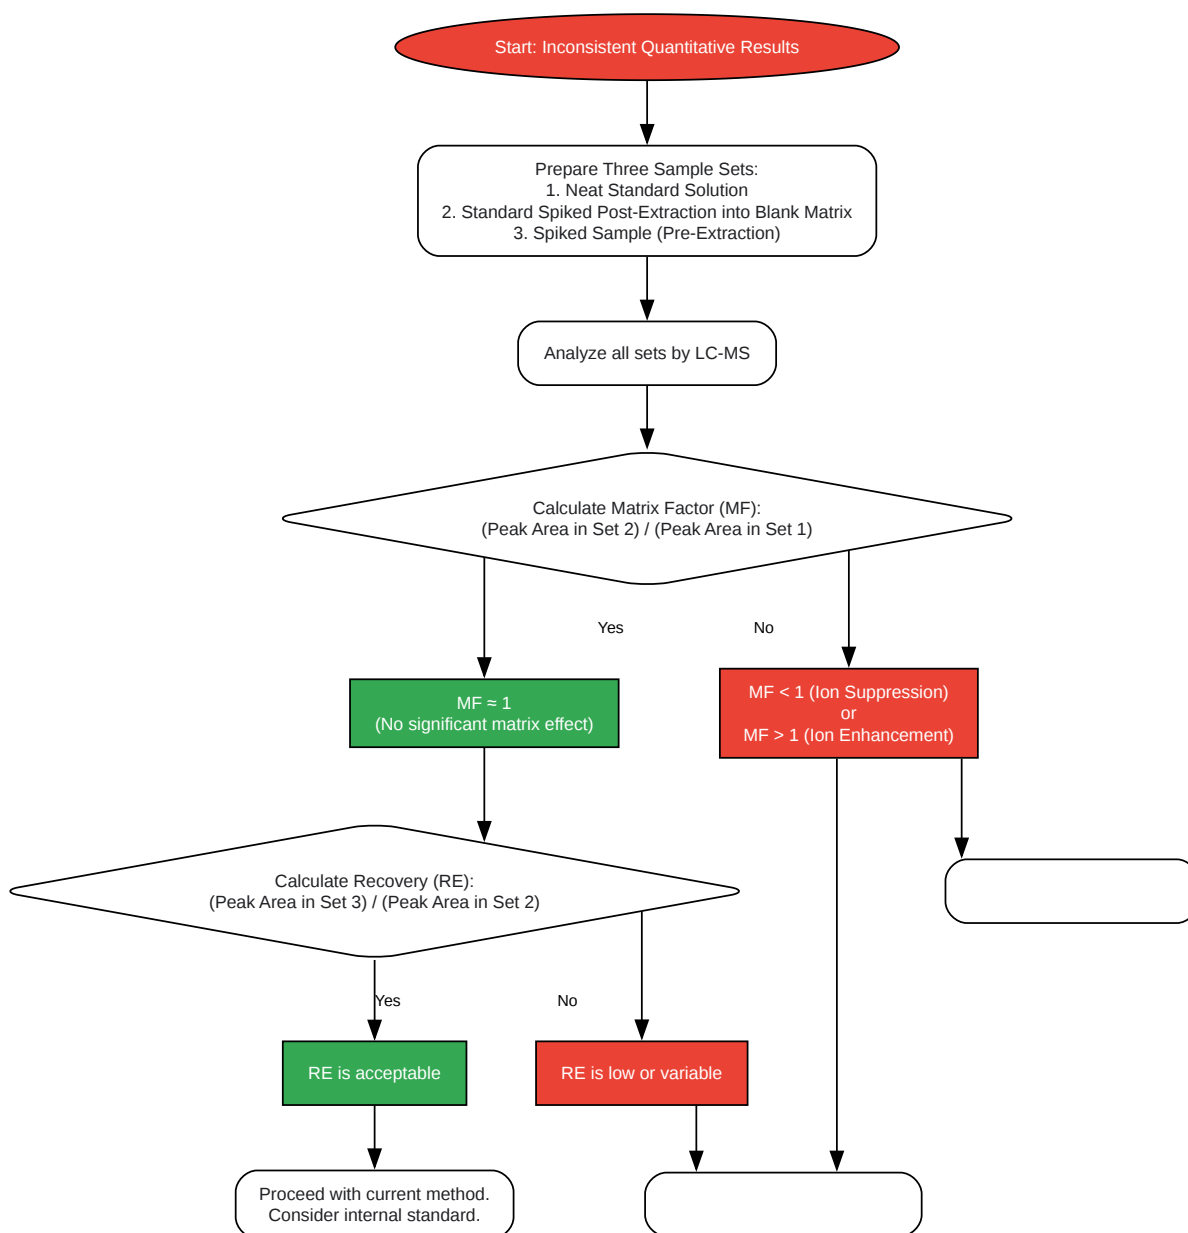 Start: Inconsistent Quantitative Results
Prepare Three Sample Sets:
1. Neat Standard Solution
2. Standard Spiked Post-Extraction into Blank Matrix
3. Spiked Sample (Pre-Extraction)
Analyze all sets by LC-MS
Calculate Matrix Factor (MF):
(Peak Area in Set 2) / (Peak Area in Set 1)
Yes
No
MF ≈ 1
(No significant matrix effect)
MF < 1 (Ion Suppression)
or
MF > 1 (Ion Enhancement)
Calculate Recovery (RE):
(Peak Area in Set 3) / (Peak Area in Set 2)
Yes
No
RE is acceptable
RE is low or variable
Proceed with current method.
Consider internal standard.